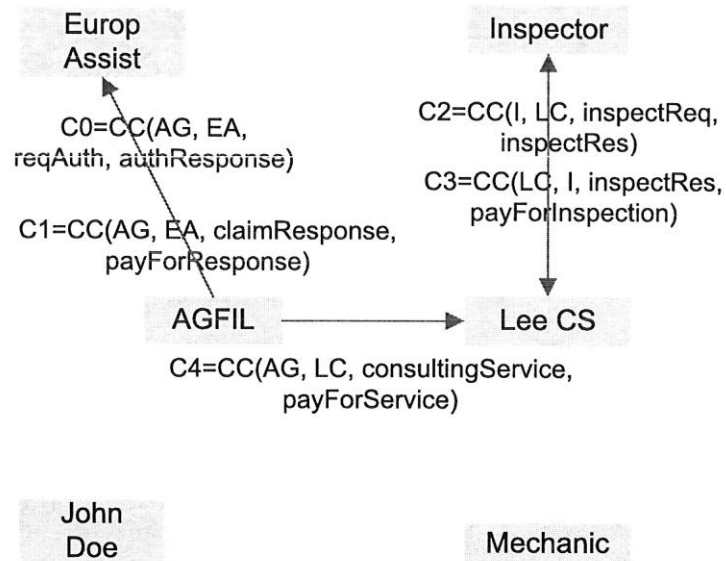 Europ
Assist
Inspector
C0=CC(AG, EA,
reqAuth, authResponse)
C2=CC(I, LC, inspectReq,
inspectRes)
C3=CC(LC, I, inspectRes,
payForInspection)
C1=CC(AG, EA, claimResponse,
payForResponse)
AGFIL
Lee CS
C4=CC(AG, LC, consultingService,
payForService)
John
Doe
Mechanic